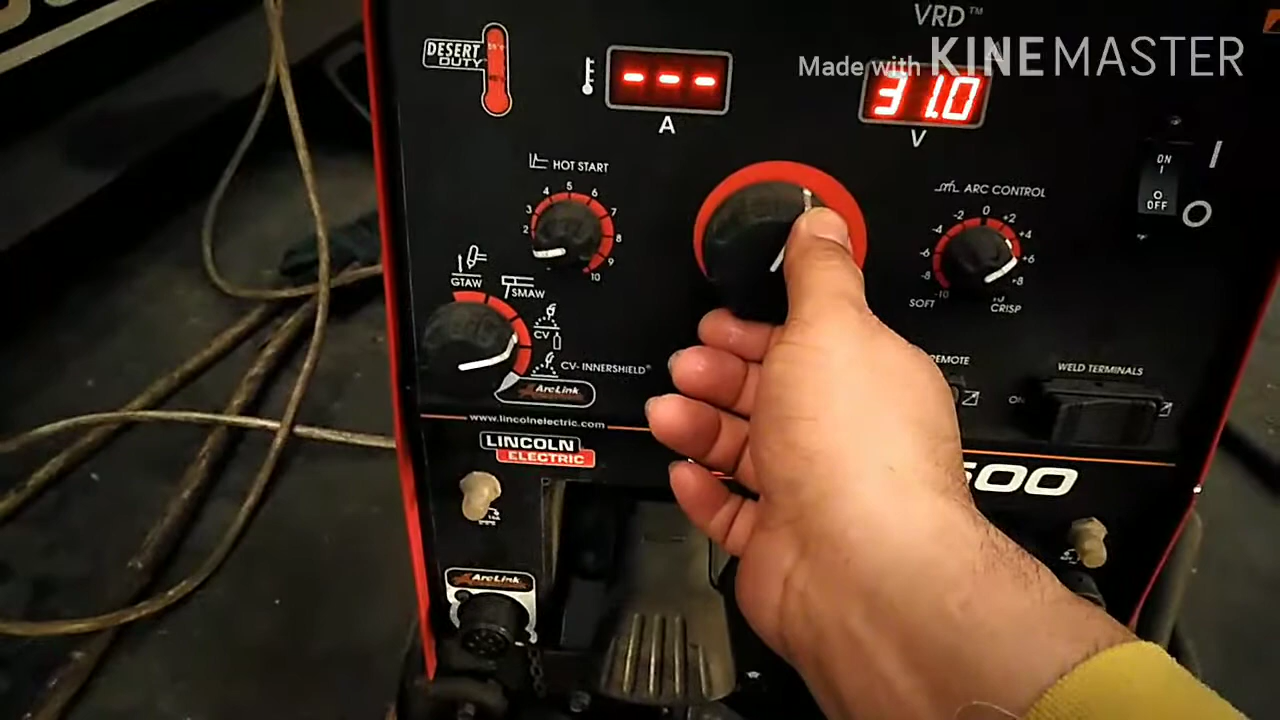 VRD™
Made with KINEMASTER
DESERT
DUTY
- - -
31.0
A
V
HOT START
2 3 4 5 6 7 8 9 10
ARC CONTROL
-10 -8 -6 -4 -2 0 +2 +4 +6 +8
SOFT
CRISP
ON
I
O
OFF
I
O
GTAW
SMAW
CV
CV-INNERSHIELD®
ArcLink
REMOTE
WELD TERMINALS
ON
www.lincolnelectric.com
LINCOLN
ELECTRIC
500
ArcLink